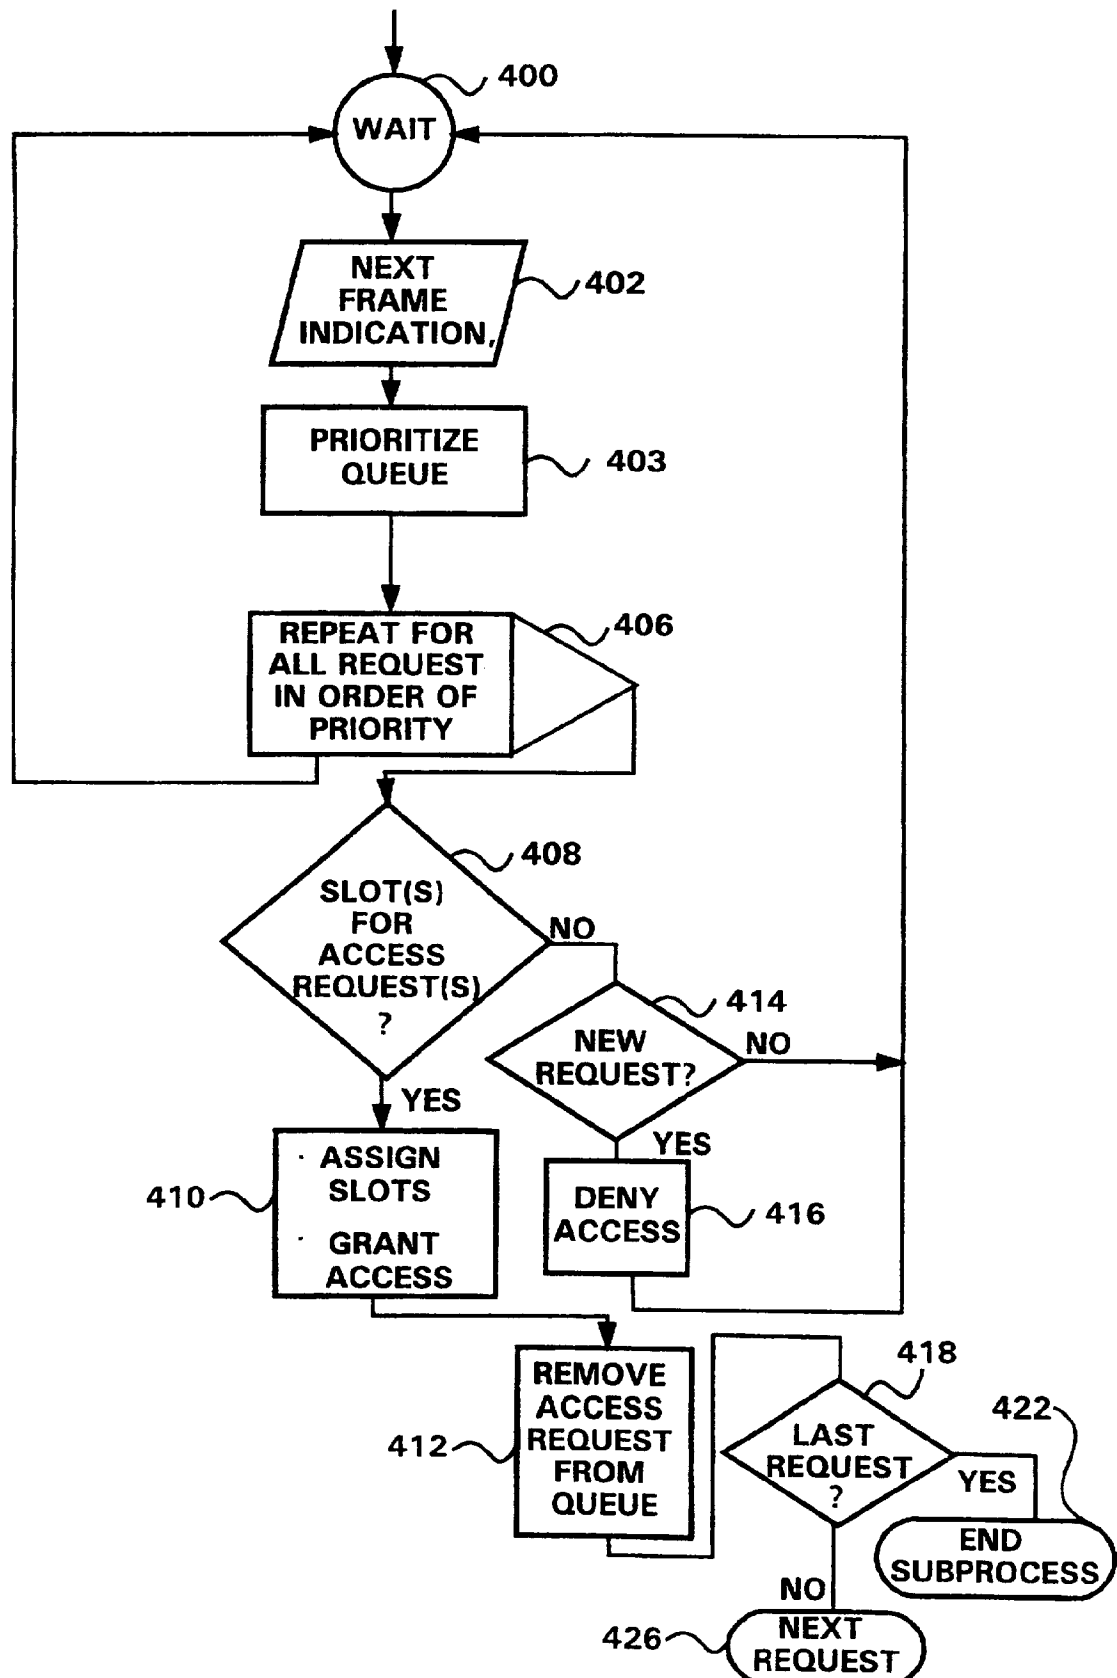 400
WAIT
NEXT
FRAME
INDICATION,
402
PRIORITIZE
QUEUE
403
REPEAT FOR
ALL REQUEST
IN ORDER OF
PRIORITY
406
408
SLOT(S)
FOR
ACCESS
REQUEST(S)
?
NO
414
NEW
REQUEST?
NO
YES
YES
· ASSIGN
SLOTS
· GRANT
ACCESS
410
DENY
ACCESS
416
REMOVE
ACCESS
REQUEST
FROM
QUEUE
412
418
LAST
REQUEST
?
YES
422
END
SUBPROCESS
NO
NEXT
REQUEST
426